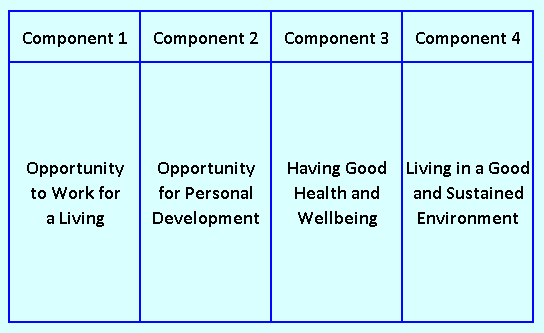 Component 1
Component 2
Component 3
Component 4
Opportunity
to Work for
a Living
Opportunity
for Personal
Development
Having Good
Health and
Wellbeing
Living in a Good
and Sustained
Environment